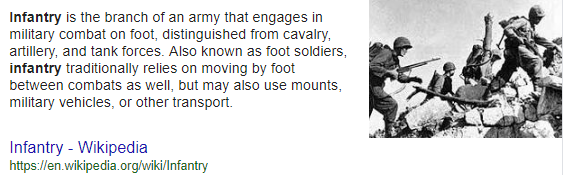 Infantry is the branch of an army that engages in
military combat on foot, distinguished from cavalry,
artillery, and tank forces. Also known as foot soldiers,
infantry traditionally relies on moving by foot
between combats as well, but may also use mounts,
military vehicles, or other transport.
Infantry - Wikipedia
https://en.wikipedia.org/wiki/Infantry